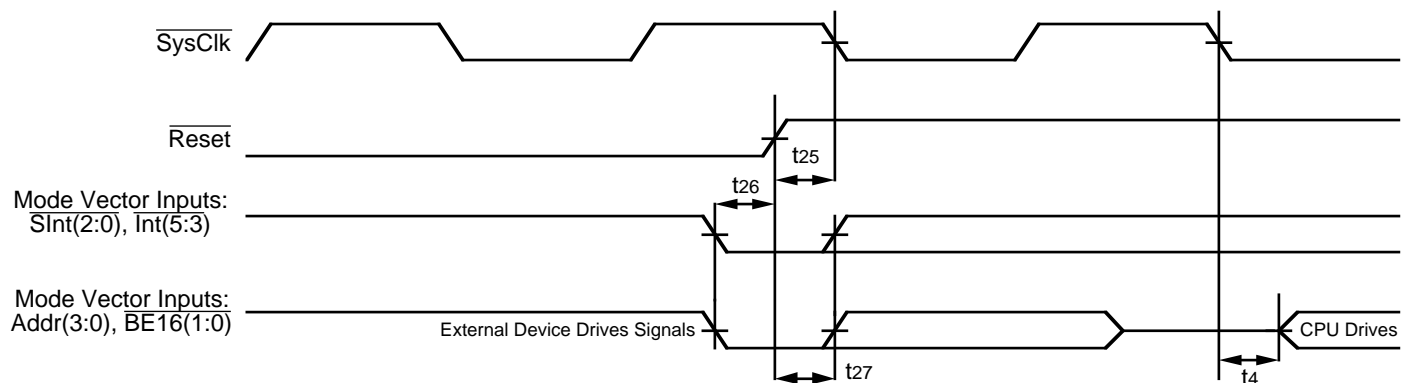 SysClk
Reset
t25
t26
Mode Vector Inputs:
SInt(2:0), Int(5:3)
Mode Vector Inputs:
Addr(3:0), BE16(1:0)
External Device Drives Signals
CPU Drives
t27
t4